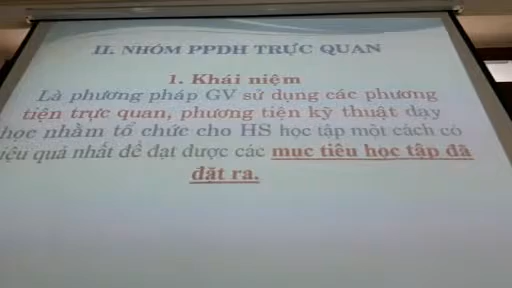 II. NHÓM PPDH TRỰC QUAN
1. Khái niệm
Là phương pháp GV sử dụng các phương
tiện trực quan, phương tiện kỹ thuật dạy
học nhằm tổ chức cho HS học tập một cách có
iệu quả nhất để đạt được các mục tiêu học tập đã
đặt ra.